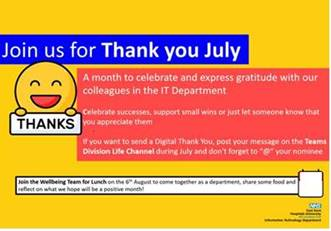 Join us for Thank you July
A month to celebrate and express gratitude with our
colleagues in the IT Department
Celebrate successes, support small wins or just let someone know that
you appreciate them
THANKS
If you want to send a Digital Thank You, post your message on the Teams
Division Life Channel during July and don't forget to "@" your nominee
Join the Wellbeing Team for Lunch on the 6th August to come together as a department, share some food and
reflect on what we hope will be a positive month!
NHS
East Kent
Hospitals University
NHS Foundation Trust
Information Technology Department